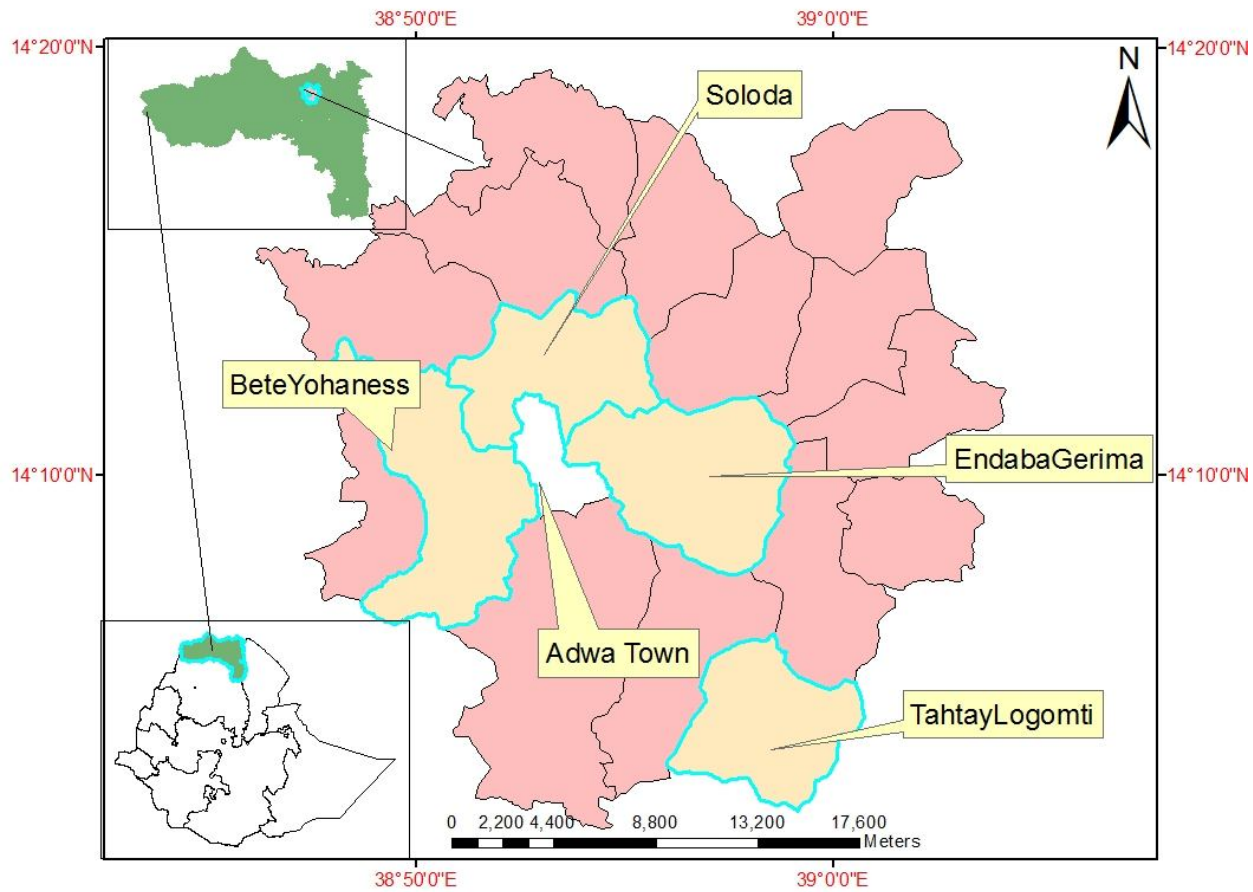 38°50'0"E 39°0'0"E
14°20'0"N 14°20'0"N
N
Soloda
BeteYohaness
EndabaGerima
14°10'0"N 14°10'0"N
Adwa Town
TahtayLogomti
0 2,200 4,400 8,800 13,200 17,600
Meters
38°50'0"E 39°0'0"E